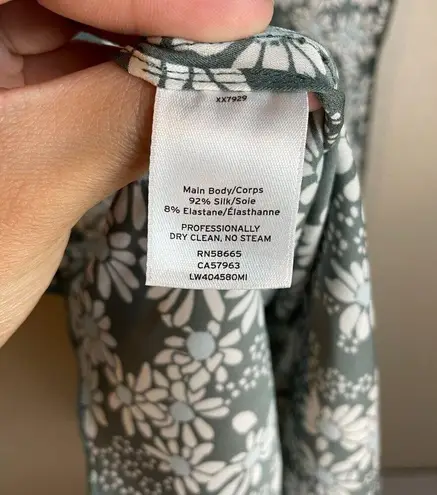 XX7929
Main Body/Corps
92% Silk/Soie
8% Elastane/Élasthanne
PROFESSIONALLY
DRY CLEAN, NO STEAM
RN58665
CA57963
LW404580MI